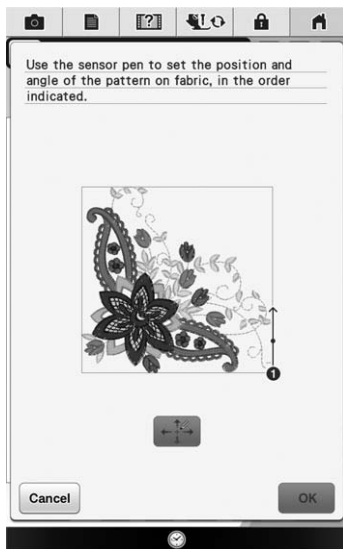 Use the sensor pen to set the position and
angle of the pattern on fabric, in the order
indicated.
1
Cancel
OK